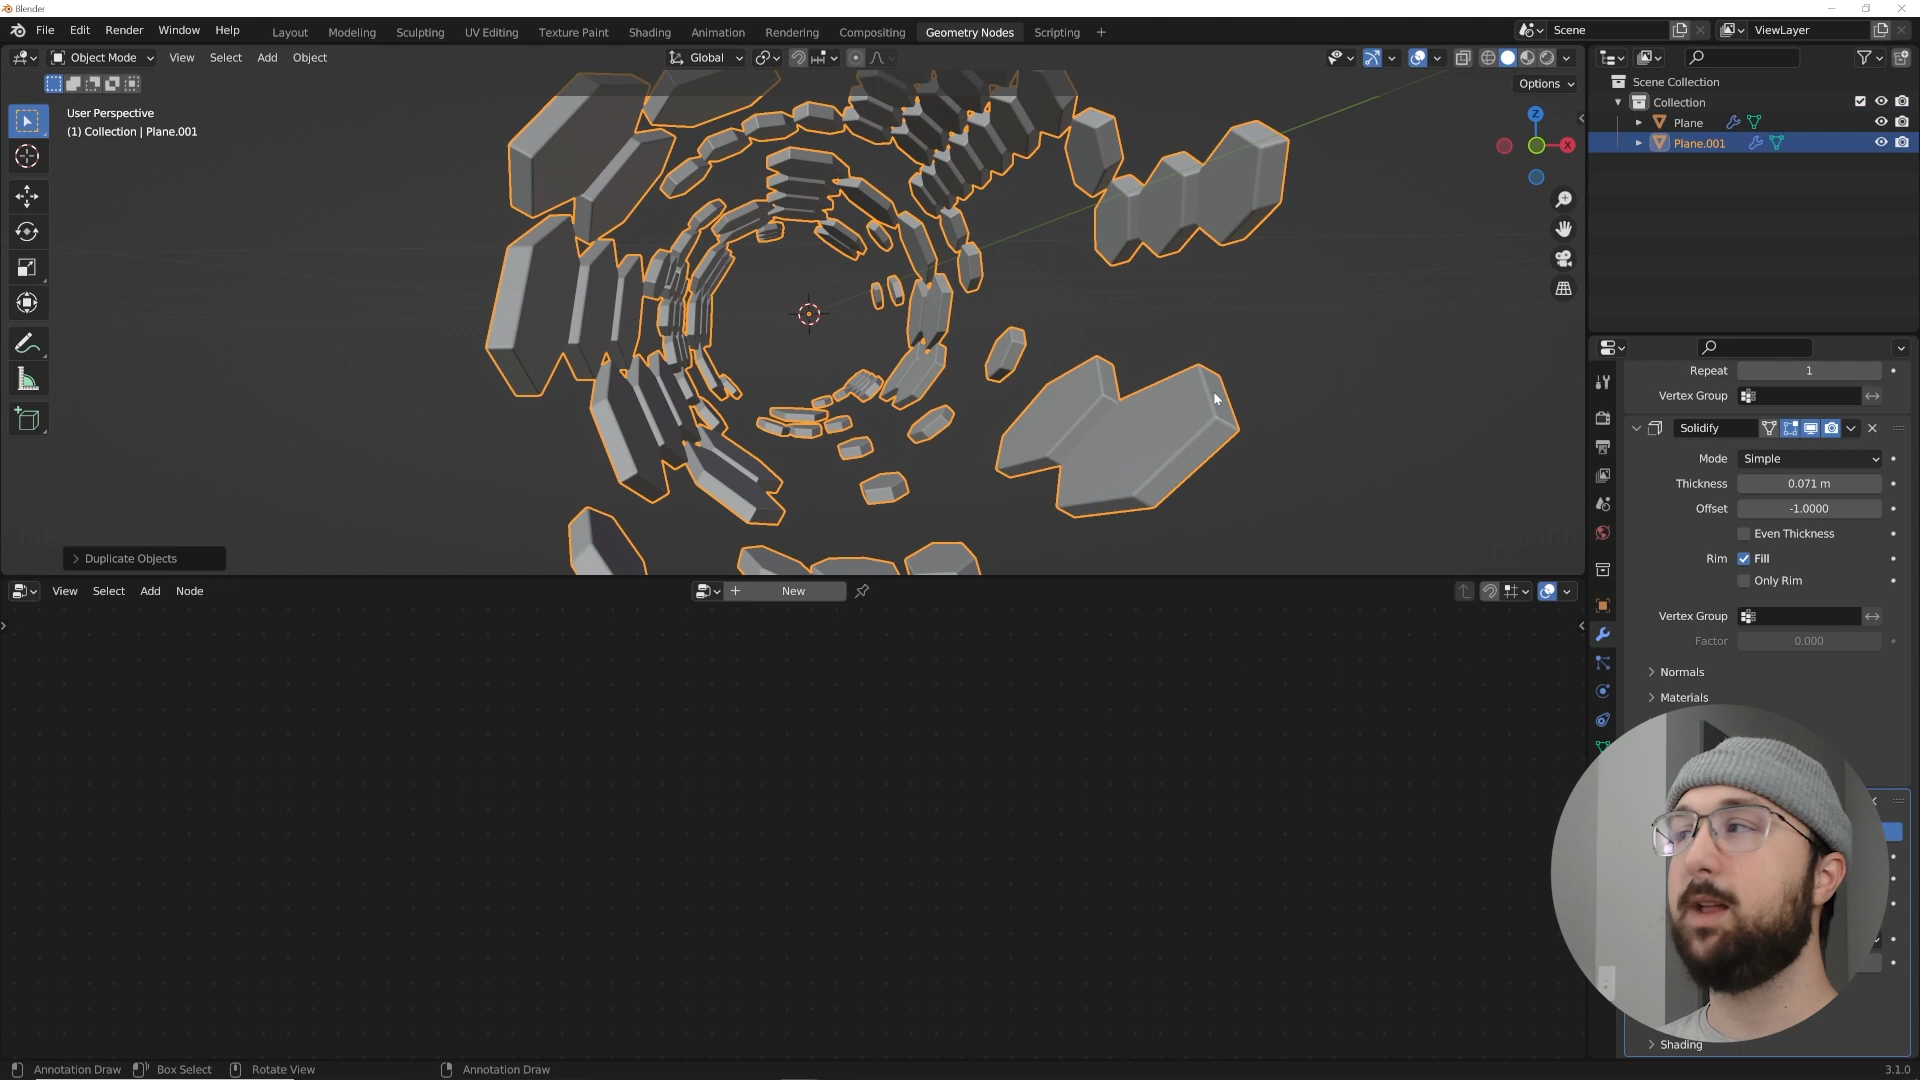 Blender
File Edit Render Window Help Layout Modeling Sculpting UV Editing Texture Paint Shading Animation Rendering Compositing Geometry Nodes Scripting +
Scene
ViewLayer
Object Mode View Select Add Object
Global
Options
User Perspective
(1) Collection | Plane.001
Z
X
Scene Collection
Collection
Plane
Plane.001
Repeat 1
Vertex Group
Solidify
Mode Simple
Thickness 0.071 m
Offset -1.0000
Even Thickness
Rim Fill
Only Rim
Vertex Group
Factor 0.000
Normals
Materials
Shading
Duplicate Objects
View Select Add Node
+ New
Annotation Draw Box Select Rotate View Annotation Draw
3.1.0